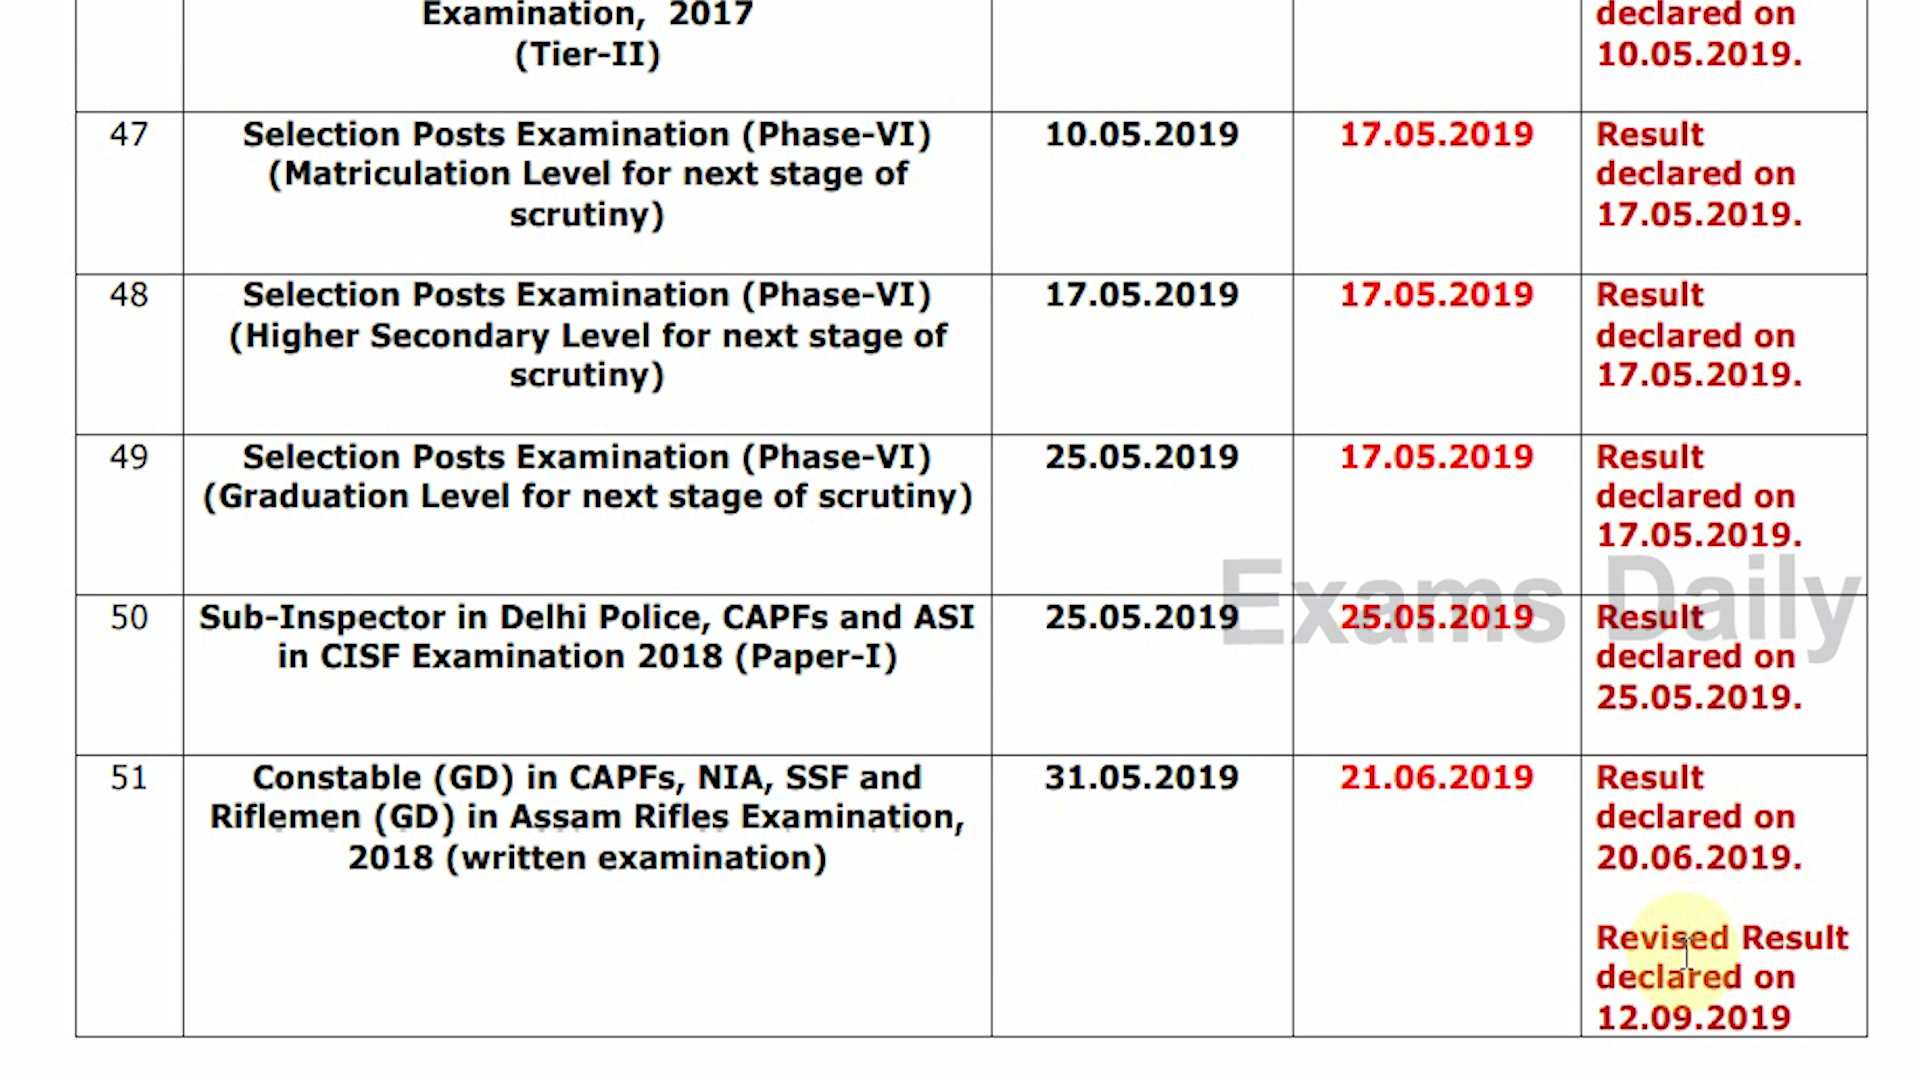 Examination, 2017
(Tier-II)
declared on
10.05.2019.
47
Selection Posts Examination (Phase-VI)
(Matriculation Level for next stage of
scrutiny)
10.05.2019
17.05.2019
Result
declared on
17.05.2019.
48
Selection Posts Examination (Phase-VI)
(Higher Secondary Level for next stage of
scrutiny)
17.05.2019
17.05.2019
Result
declared on
17.05.2019.
49
Selection Posts Examination (Phase-VI)
(Graduation Level for next stage of scrutiny)
25.05.2019
17.05.2019
Result
declared on
17.05.2019.
Exams Daily
50
Sub-Inspector in Delhi Police, CAPFs and ASI
in CISF Examination 2018 (Paper-I)
25.05.2019
25.05.2019
Result
declared on
25.05.2019.
51
Constable (GD) in CAPFs, NIA, SSF and
Riflemen (GD) in Assam Rifles Examination,
2018 (written examination)
31.05.2019
21.06.2019
Result
declared on
20.06.2019.
Revised Result
declared on
12.09.2019